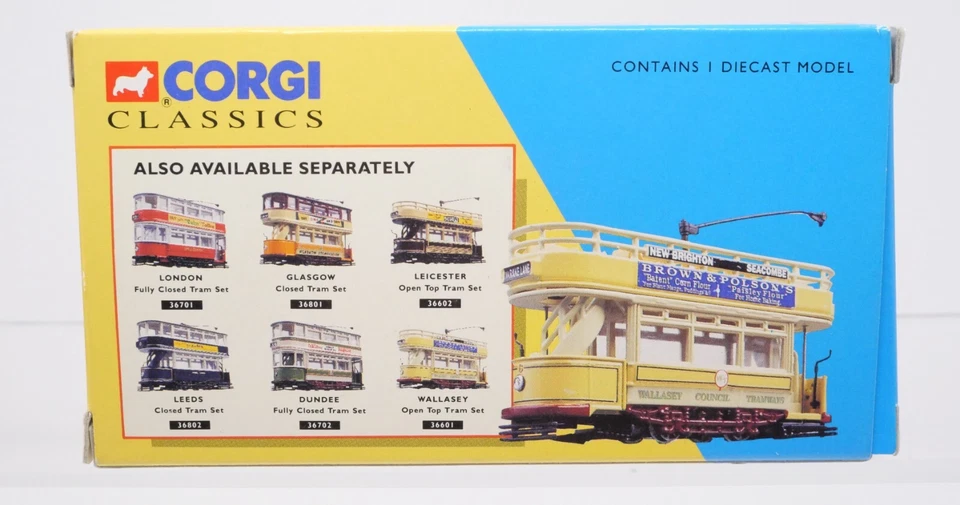 CORGI
®
CLASSICS
CONTAINS 1 DIECAST MODEL
ALSO AVAILABLE SEPARATELY
LONDON
Fully Closed Tram Set
36701
GLASGOW
Closed Tram Set
36801
LEICESTER
Open Top Tram Set
36602
LEEDS
Closed Tram Set
36802
DUNDEE
Fully Closed Tram Set
36702
WALLASEY
Open Top Tram Set
36601
NEW BRIGHTON SEACOMBE
BROWN & POLSON'S
"Patent" Corn Flour "Paisley Flour"
For Home Baking
LANE
WALLASEY COUNCIL TRAMWAYS